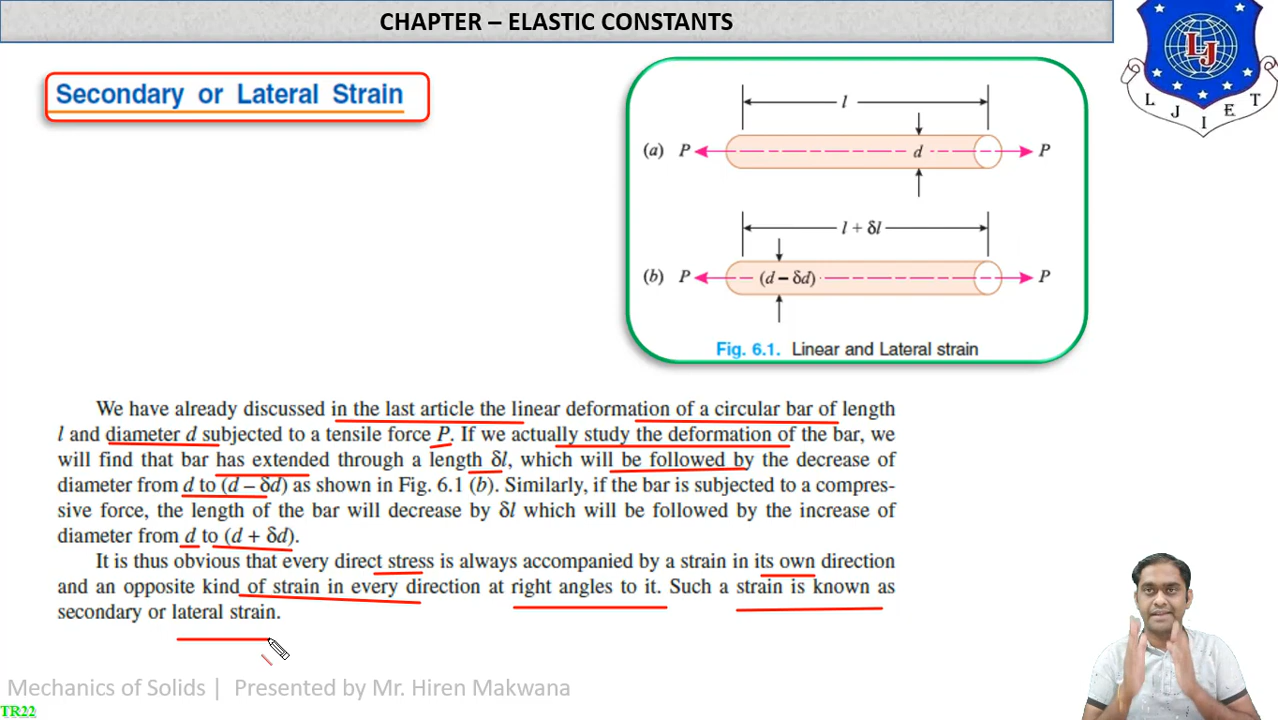 CHAPTER – ELASTIC CONSTANTS
Secondary or Lateral Strain
l
(a) P d P
l + δl
(b) P (d – δd) P
Fig. 6.1. Linear and Lateral strain
LJ
L J I E T
We have already discussed in the last article the linear deformation of a circular bar of length
l and diameter d subjected to a tensile force P. If we actually study the deformation of the bar, we
will find that bar has extended through a length δl, which will be followed by the decrease of
diameter from d to (d – δd) as shown in Fig. 6.1 (b). Similarly, if the bar is subjected to a compres-
sive force, the length of the bar will decrease by δl which will be followed by the increase of
diameter from d to (d + δd).
It is thus obvious that every direct stress is always accompanied by a strain in its own direction
and an opposite kind of strain in every direction at right angles to it. Such a strain is known as
secondary or lateral strain.
Mechanics of Solids | Presented by Mr. Hiren Makwana
TR22